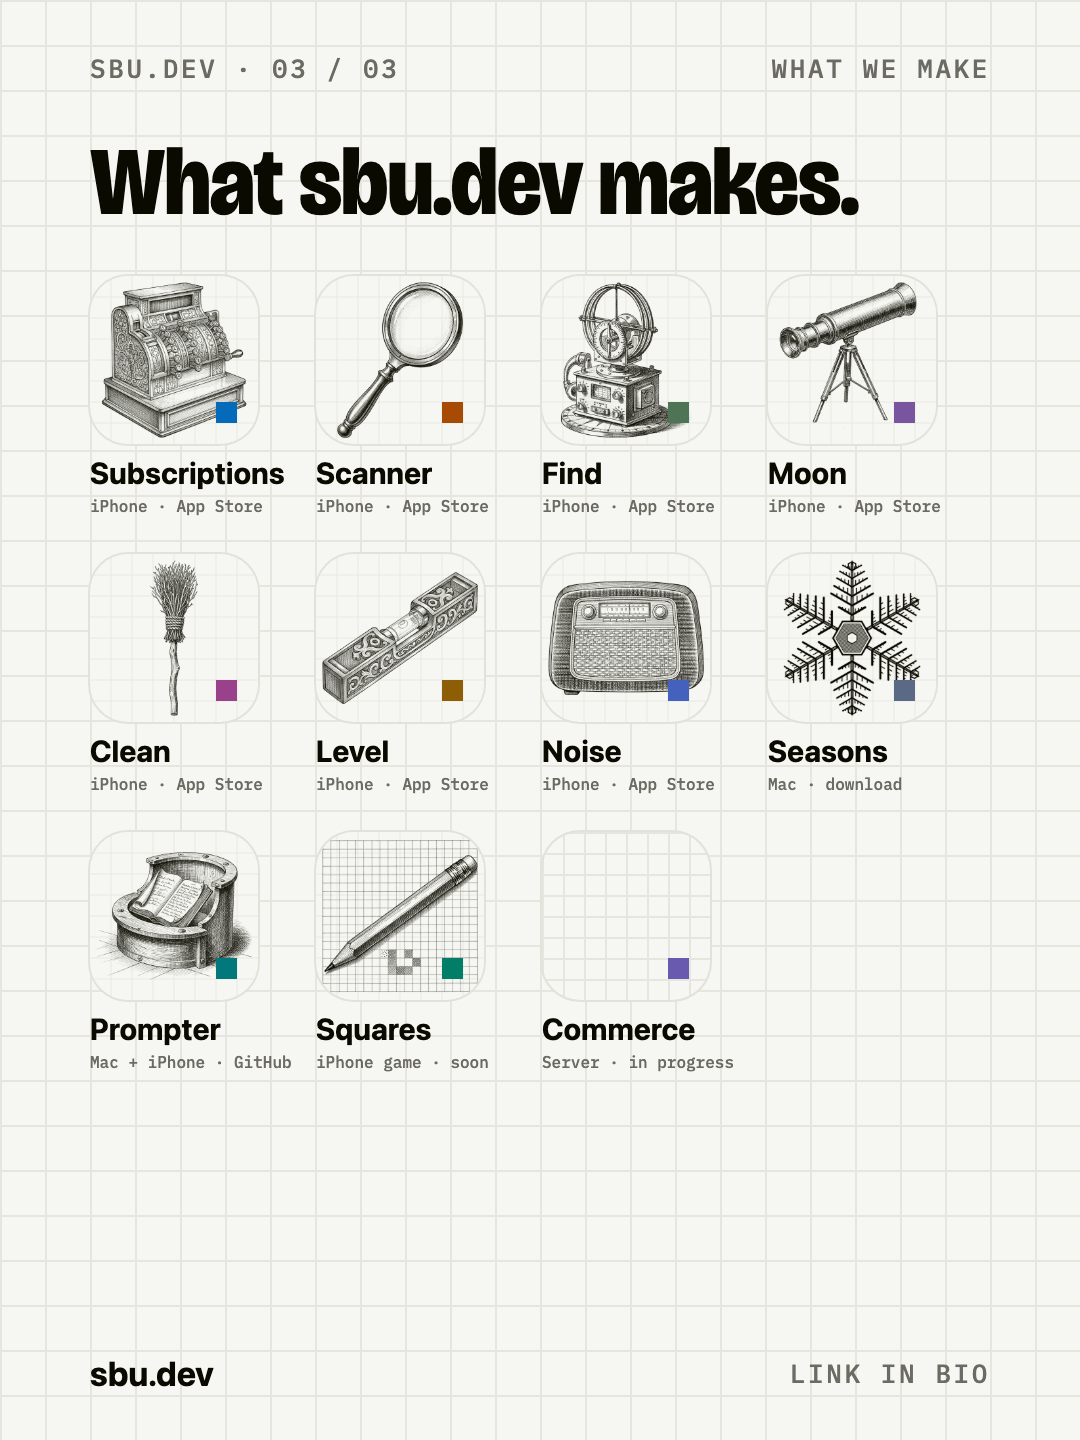 SBU.DEV · 03 / 03
WHAT WE MAKE
What sbu.dev makes.
Subscriptions
iPhone · App Store
Scanner
iPhone · App Store
Find
iPhone · App Store
Moon
iPhone · App Store
Clean
iPhone · App Store
Level
iPhone · App Store
Noise
iPhone · App Store
Seasons
Mac · download
Prompter
Mac + iPhone · GitHub
Squares
iPhone game · soon
Commerce
Server · in progress
sbu.dev
LINK IN BIO